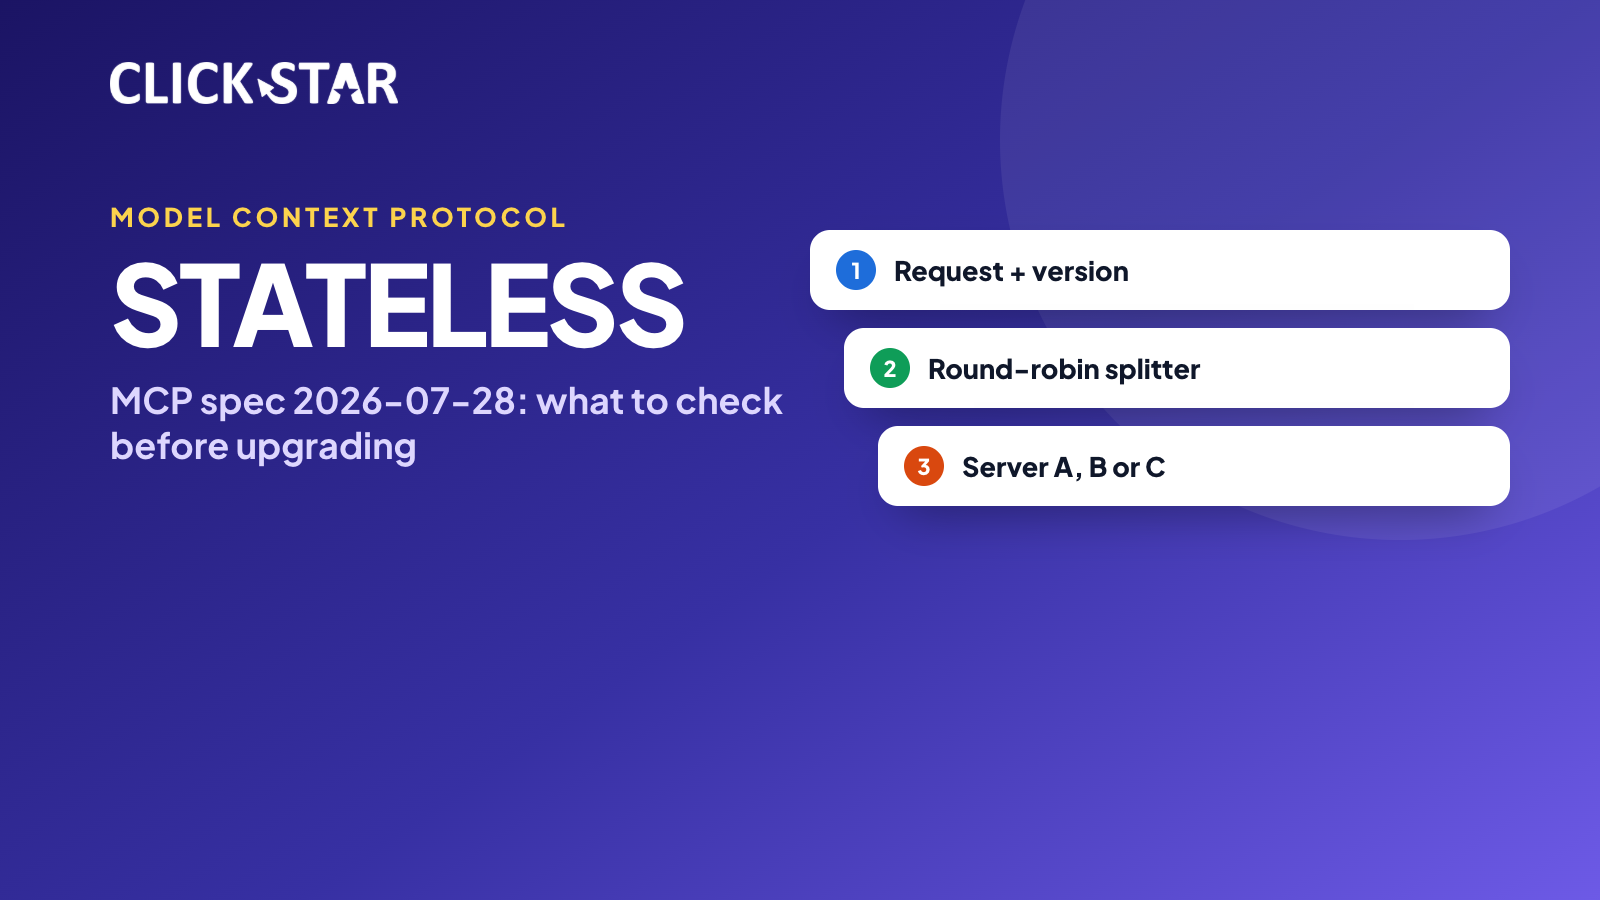 CLICKSTAR
MODEL CONTEXT PROTOCOL
STATELESS
MCP spec 2026-07-28: what to check
before upgrading
1 Request + version
2 Round-robin splitter
3 Server A, B or C